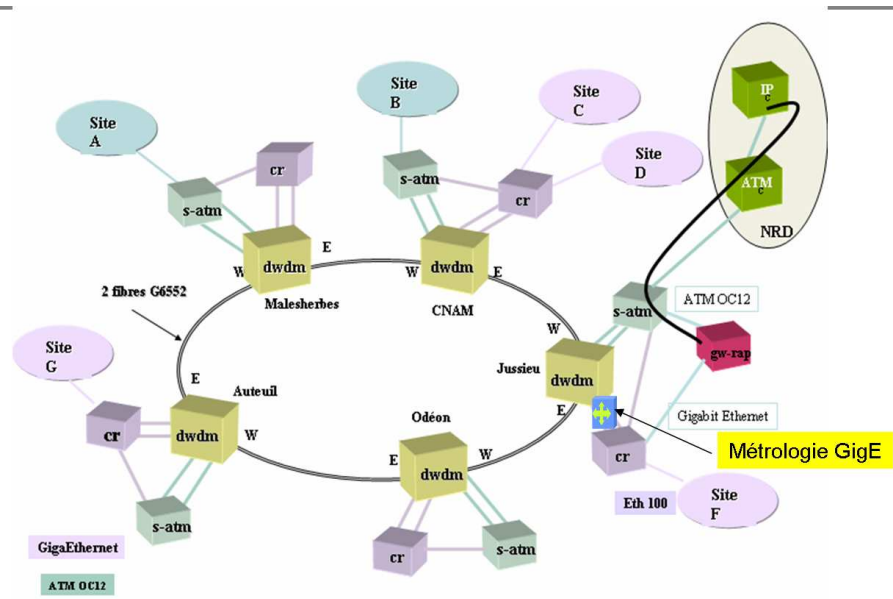 Site
B
Site
C
IP
c
Site
A
cr
Site
D
s-atm
ATM
c
s-atm
cr
NRD
E
W
dwdm
W
dwdm
E
2 fibres G6552
Malesherbes
CNAM
ATM OC12
s-atm
W
gw-rap
Site
G
Jussieu
dwdm
E
Auteuil
E
Gigabit Ethernet
Odéon
cr
dwdm
W
W
Métrologie GigE
E
dwdm
cr
Eth 100
Site
F
s-atm
GigaEthernet
cr
s-atm
ATM OC12